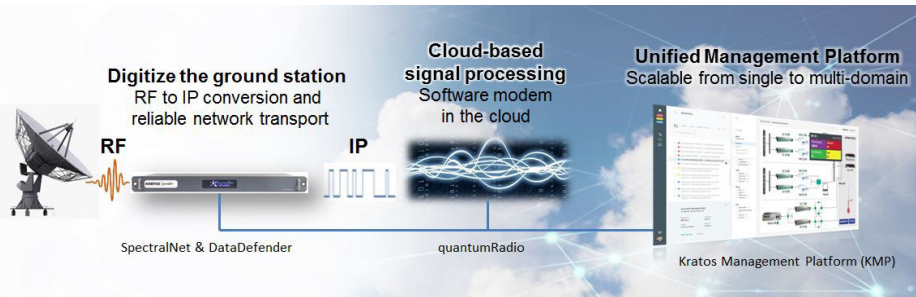 Digitize the ground station
RF to IP conversion and
reliable network transport
RF
KRATOS
IP
SpectralNet & DataDefender
Cloud-based
signal processing
Software modem
in the cloud
quantumRadio
Unified Management Platform
Scalable from single to multi-domain
Kratos Management Platform (KMP)